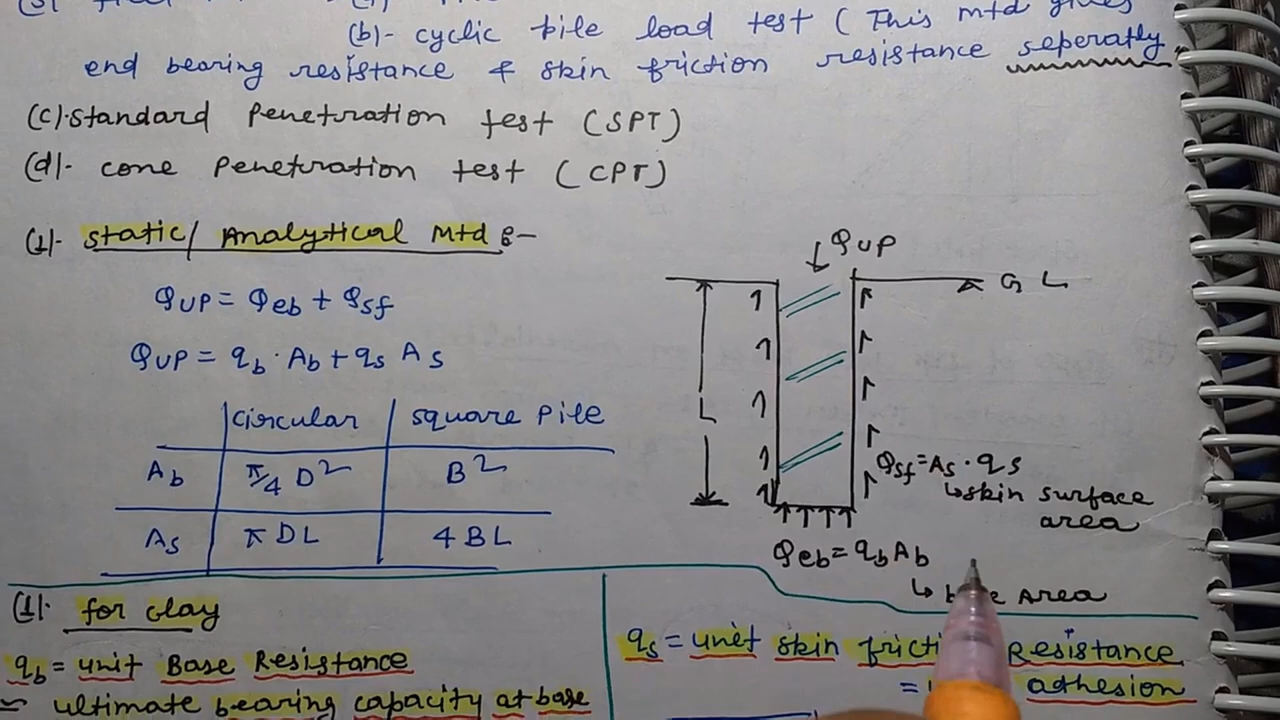 (b)- cyclic pile load test (This mtd gives
end bearing resistance & skin friction resistance seperatly.
(c).standard Penetration test (SPT)
(d)- cone Penetration test (CPT)
(1)- static/Analytical Mtd :-
QUP = Qeb + Qsf
QUP = qb · Ab + qs As
circular square Pile
Ab π/4 D² B²
As π DL 4 BL
QUP
G L
L
Qsf = As · qs
↳ skin surface
area
Qeb = qb Ab
↳ Area
(1)- for clay
qb = unit Base Resistance
≃ ultimate bearing capacity at base
qs = unit skin Resistance
= adhesion